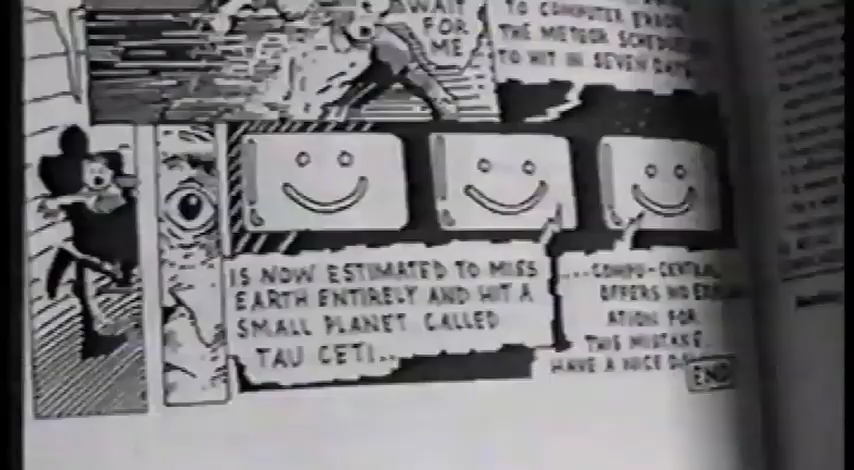 WAIT
FOR
ME
TO COMPUTER ERROR
THE METEOR SCHEDULED
TO HIT IN SEVEN DAYS
IS NOW ESTIMATED TO MISS
EARTH ENTIRELY AND HIT A
SMALL PLANET CALLED
TAU CETI..
...COMPU-CENTRAL
OFFERS NO
ATION FOR
THIS MISTAKE.
HAVE A NICE
END